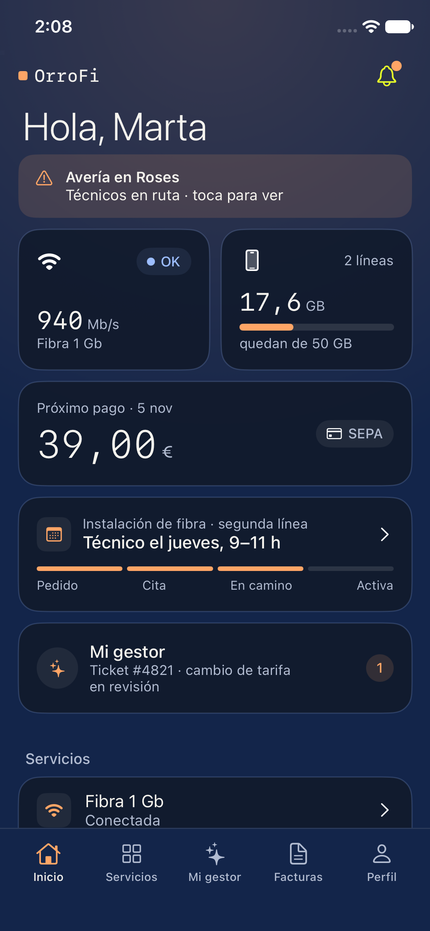 2:08
OrroFi
Hola, Marta
Avería en Roses
Técnicos en ruta · toca para ver
OK
940 Mb/s
Fibra 1 Gb
2 líneas
17,6 GB
quedan de 50 GB
Próximo pago · 5 nov
39,00 €
SEPA
Instalación de fibra · segunda línea
Técnico el jueves, 9–11 h
Pedido Cita En camino Activa
Mi gestor
Ticket #4821 · cambio de tarifa
en revisión
1
Servicios
Fibra 1 Gb
Conectada
Inicio Servicios Mi gestor Facturas Perfil